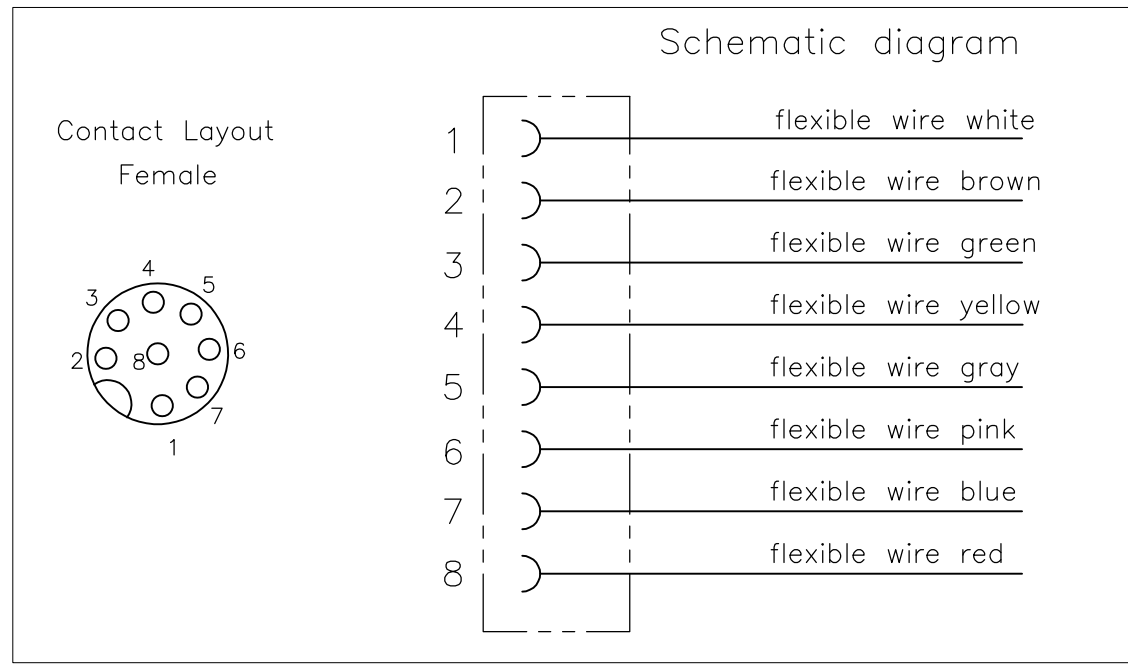 Schematic diagram
Contact Layout
Female
4
3
5
2
8
6
7
1
1 flexible wire white
2 flexible wire brown
3 flexible wire green
4 flexible wire yellow
5 flexible wire gray
6 flexible wire pink
7 flexible wire blue
8 flexible wire red